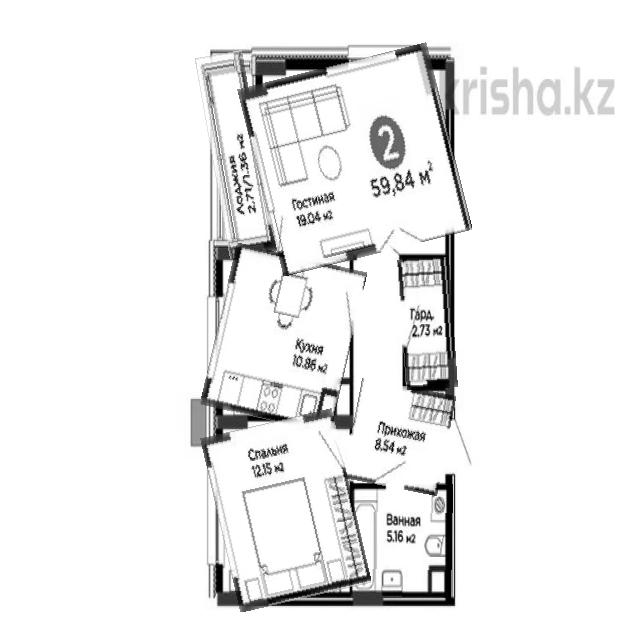 krisha.kz
2
59,84 м²
Лоджия
2.71/1.36 м2
Гостиная
19.04 м2
Гард.
2.73 м2
Кухня
10.86 м2
Прихожая
8.54 м2
Спальня
12.15 м2
Ванная
5.16 м2